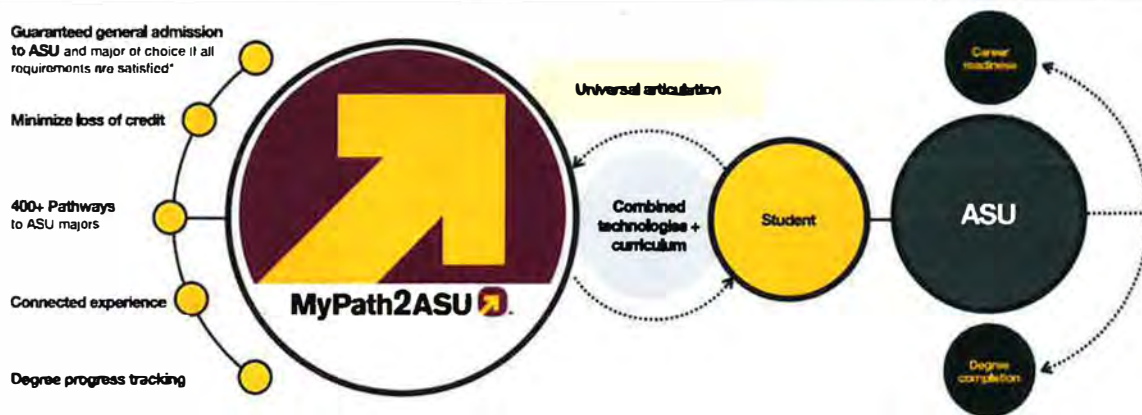 Guaranteed general admission
to ASU and major of choice if all
requirements are satisfied*
Minimize loss of credit
400+ Pathways
to ASU majors
Connected experience
Degree progress tracking
MyPath2ASU
Universal articulation
Combined
technologies +
curriculum
Student
ASU
Career
readiness
Degree
completion